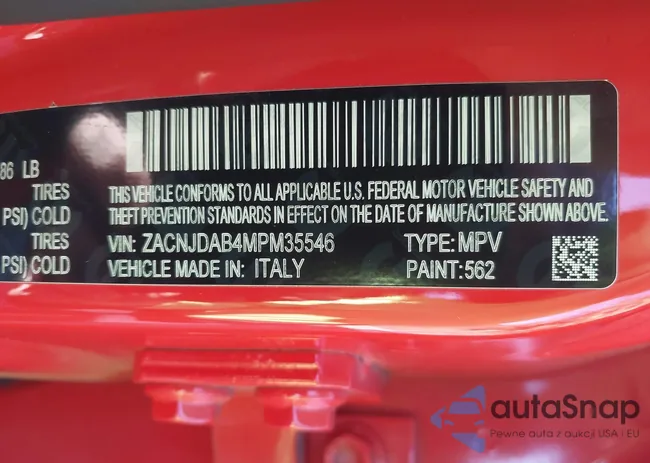 86 LB
TIRES
PSI) COLD
TIRES
PSI) COLD
THIS VEHICLE CONFORMS TO ALL APPLICABLE U.S. FEDERAL MOTOR VEHICLE SAFETY AND
THEFT PREVENTION STANDARDS IN EFFECT ON THE DATE OF MANUFACTURE SHOWN ABOVE.
VIN: ZACNJDAB4MPM35546 TYPE: MPV
VEHICLE MADE IN: ITALY PAINT: 562
autaSnap
Pewne auta z aukcji USA i EU